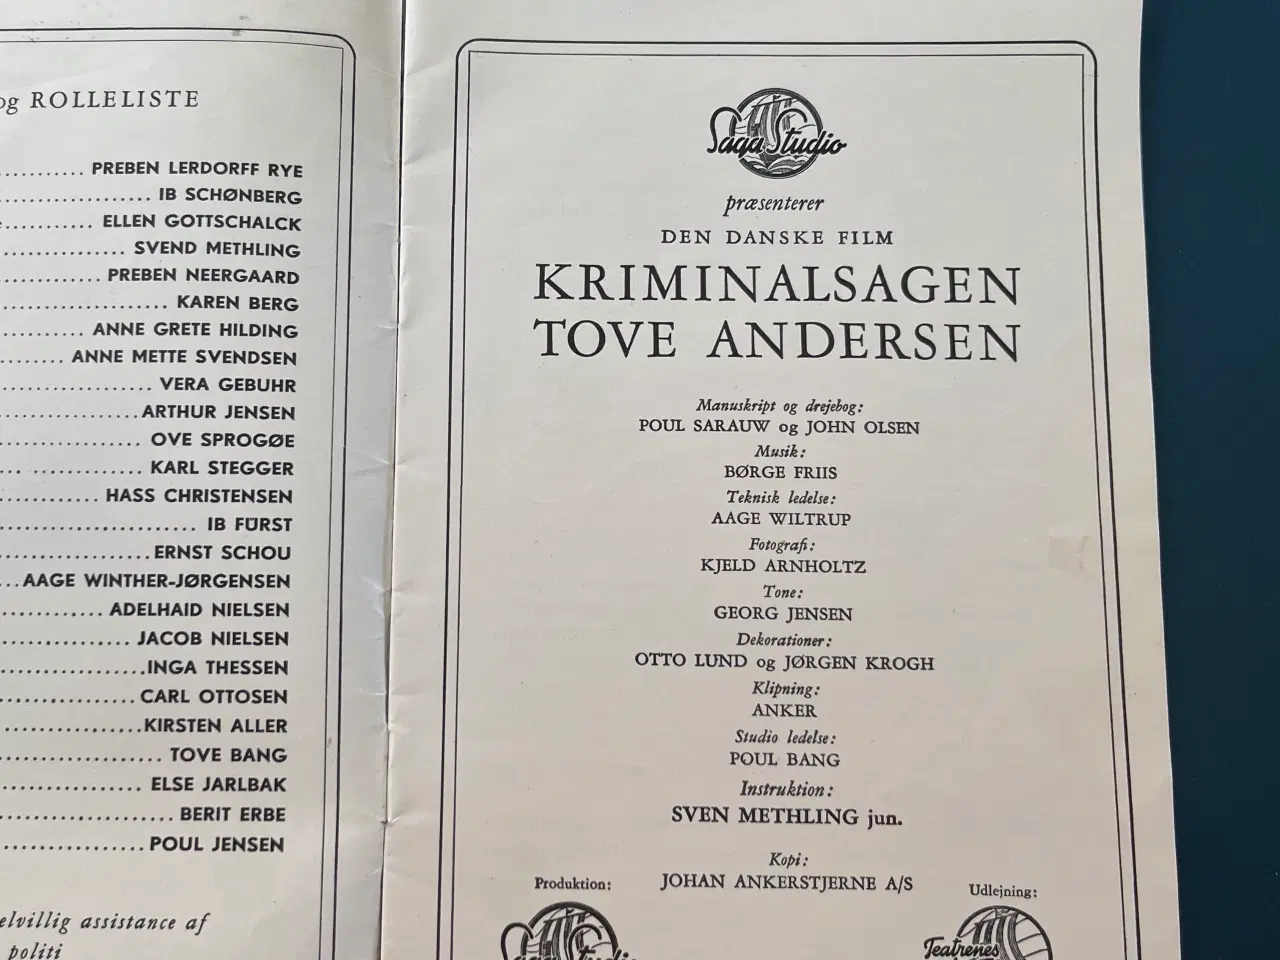 og ROLLELISTE
PREBEN LERDORFF RYE
IB SCHØNBERG
ELLEN GOTTSCHALCK
SVEND METHLING
PREBEN NEERGAARD
KAREN BERG
ANNE GRETE HILDING
ANNE METTE SVENDSEN
VERA GEBUHR
ARTHUR JENSEN
OVE SPROGØE
KARL STEGGER
HASS CHRISTENSEN
IB FÜRST
ERNST SCHOU
AAGE WINTHER-JØRGENSEN
ADELHAID NIELSEN
JACOB NIELSEN
INGA THESSEN
CARL OTTOSEN
KIRSTEN ALLER
TOVE BANG
ELSE JARLBAK
BERIT ERBE
POUL JENSEN
elvillig assistance af
politi
Saga Studio
præsenterer
DEN DANSKE FILM
KRIMINALSAGEN
TOVE ANDERSEN
Manuskript og drejebog:
POUL SARAUW og JOHN OLSEN
Musik:
BØRGE FRIIS
Teknisk ledelse:
AAGE WILTRUP
Fotografi:
KJELD ARNHOLTZ
Tone:
GEORG JENSEN
Dekorationer:
OTTO LUND og JØRGEN KROGH
Klipning:
ANKER
Studio ledelse:
POUL BANG
Instruktion:
SVEN METHLING jun.
Kopi:
JOHAN ANKERSTJERNE A/S
Produktion:
Saga Studio
Udlejning:
Teatrenes